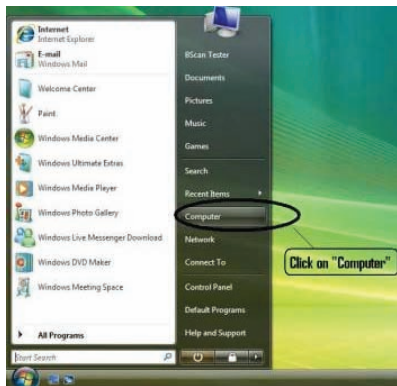 Internet
Internet Explorer
E-mail
Windows Mail
Welcome Center
Paint
Windows Media Center
Windows Ultimate Extras
Windows Media Player
Windows Photo Gallery
Windows Live Messenger Download
Windows DVD Maker
Windows Meeting Space
All Programs
Start Search
BScan Tester
Documents
Pictures
Music
Games
Search
Recent Items
Computer
Network
Connect To
Control Panel
Default Programs
Help and Support
Click on "Computer"